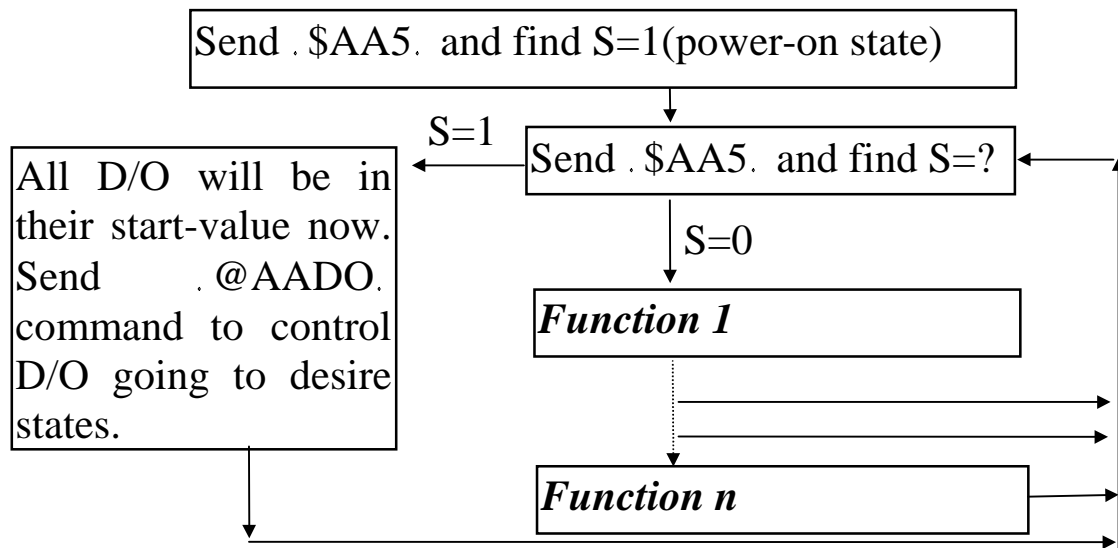 Send .$AA5. and find S=1(power-on state)
S=1
Send .$AA5. and find S=?
All D/O will be in
their start-value now.
Send .@AADO.
command to control
D/O going to desire
states.
S=0
Function 1
Function n